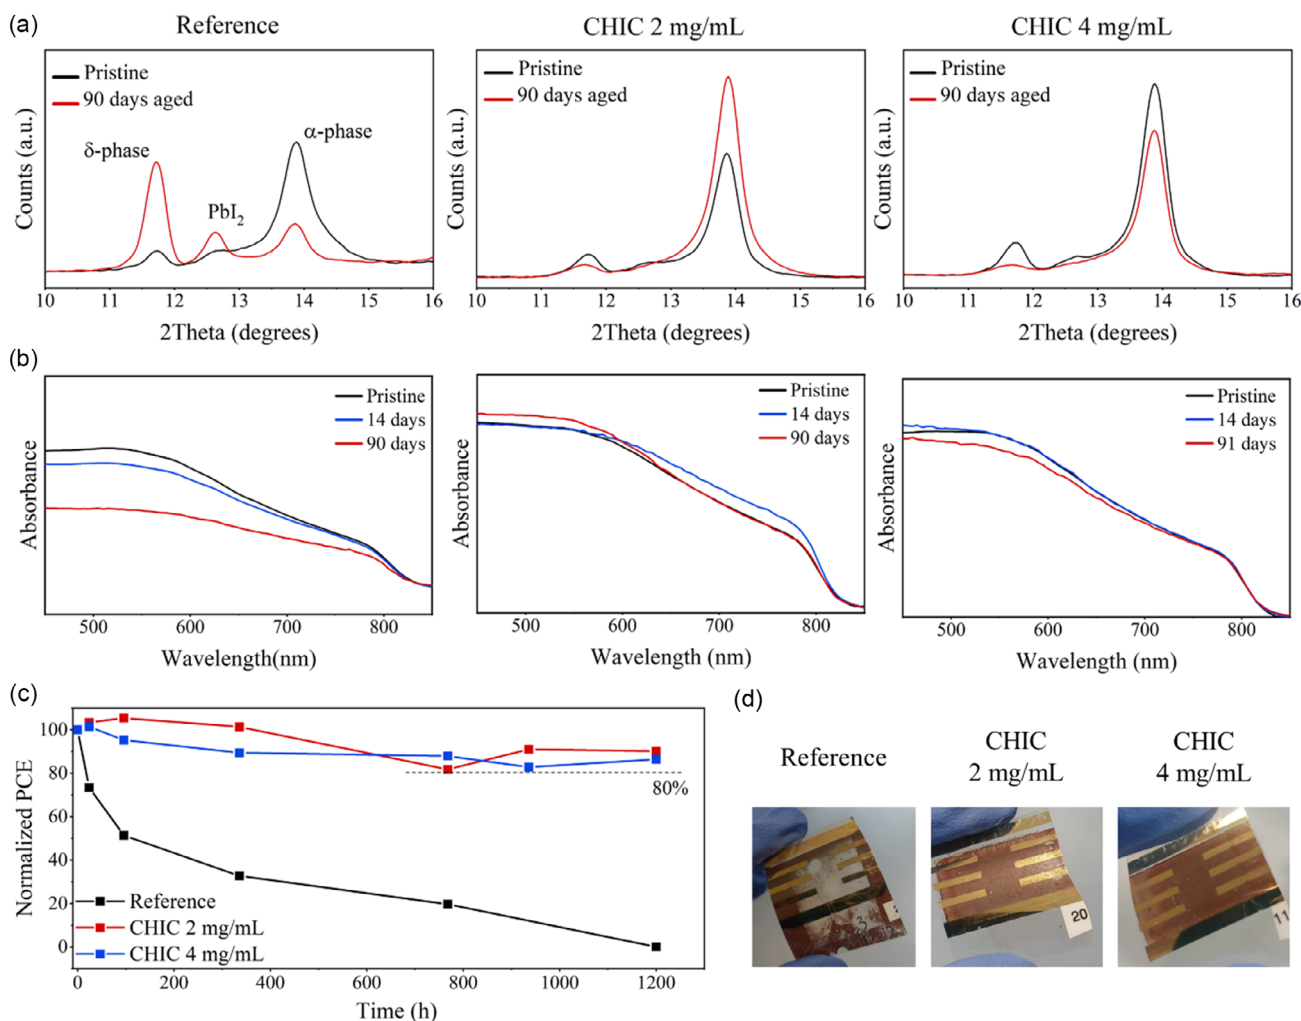 (a)
Reference
CHIC 2 mg/mL
CHIC 4 mg/mL
Counts (a.u.)
Pristine
90 days aged
δ-phase
PbI2
α-phase
10 11 12 13 14 15 16
2Theta (degrees)
Counts (a.u.)
Pristine
90 days aged
10 11 12 13 14 15 16
2Theta (degrees)
Counts (a.u.)
Pristine
90 days aged
10 11 12 13 14 15 16
2Theta (degrees)
(b)
Absorbance
Pristine
14 days
90 days
500 600 700 800
Wavelength(nm)
Absorbance
Pristine
14 days
90 days
500 600 700 800
Wavelength (nm)
Absorbance
Pristine
14 days
91 days
500 600 700 800
Wavelength (nm)
(c)
Normalized PCE
100
80
60
40
20
0
80%
Reference
CHIC 2 mg/mL
CHIC 4 mg/mL
0 200 400 600 800 1000 1200
Time (h)
(d)
Reference
CHIC
2 mg/mL
CHIC
4 mg/mL
3
20
11